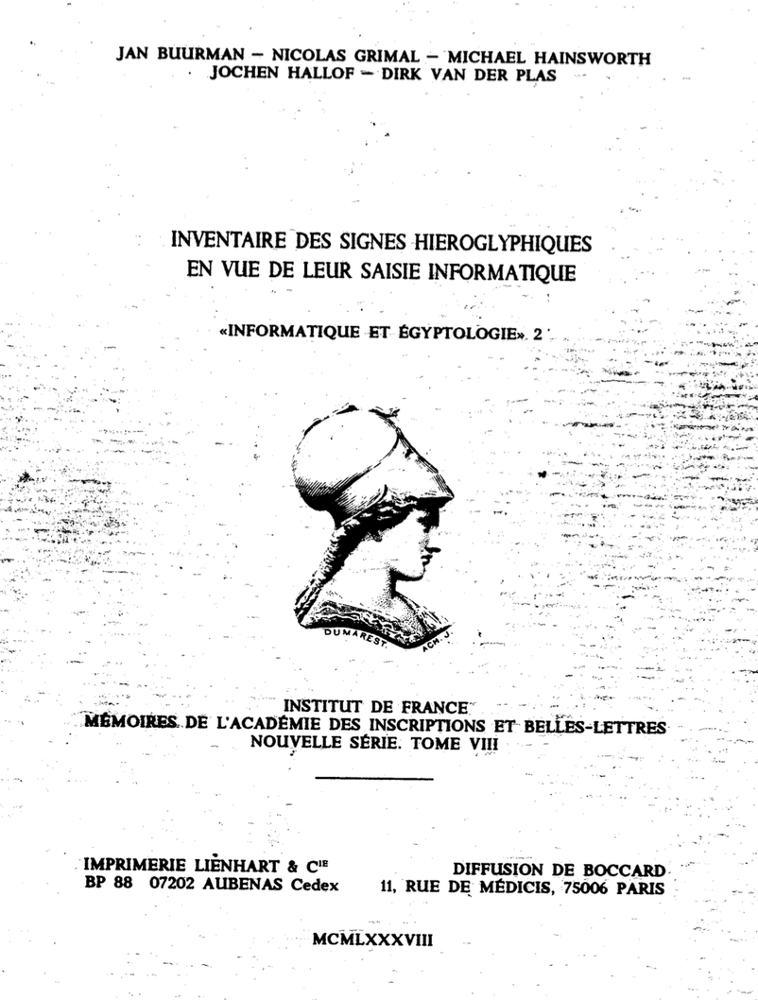 JAN BUURMAN — NICOLAS GRIMAL — MICHAEL HAINSWORTH
JOCHEN HALLOF — DIRK VAN DER PLAS
INVENTAIRE DES SIGNES HIEROGLYPHIQUES
EN VUE DE LEUR SAISIE INFORMATIQUE
«INFORMATIQUE ET ÉGYPTOLOGIE» 2
DUMAREST. ACH. J.
INSTITUT DE FRANCE
MÉMOIRES DE L'ACADÉMIE DES INSCRIPTIONS ET BELLES-LETTRES
NOUVELLE SÉRIE. TOME VIII
IMPRIMERIE LIENHART & CIE
BP 88 07202 AUBENAS Cedex
DIFFUSION DE BOCCARD
11, RUE DE MÉDICIS, 75006 PARIS
MCMLXXXVIII